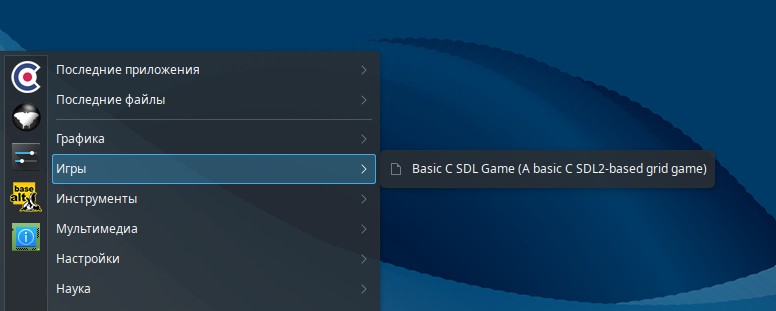 Последние приложения
Последние файлы
Графика
Игры
Basic C SDL Game (A basic C SDL2-based grid game)
Инструменты
base
alt
Мультимедиа
Настройки
Наука